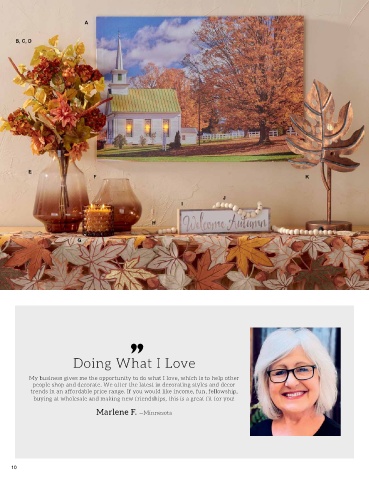 A
B, C, D
E
F
K
I
H
Welcome Autumn
G
Doing What I Love
My business gives me the opportunity to do what I love, which is to help other
people shop and decorate. We offer the latest in decorating styles and decor
trends in an affordable price range. If you would like income, fun, fellowship,
buying at wholesale and making new friendships, this is a great fit for you!
Marlene F. –Minnesota
10